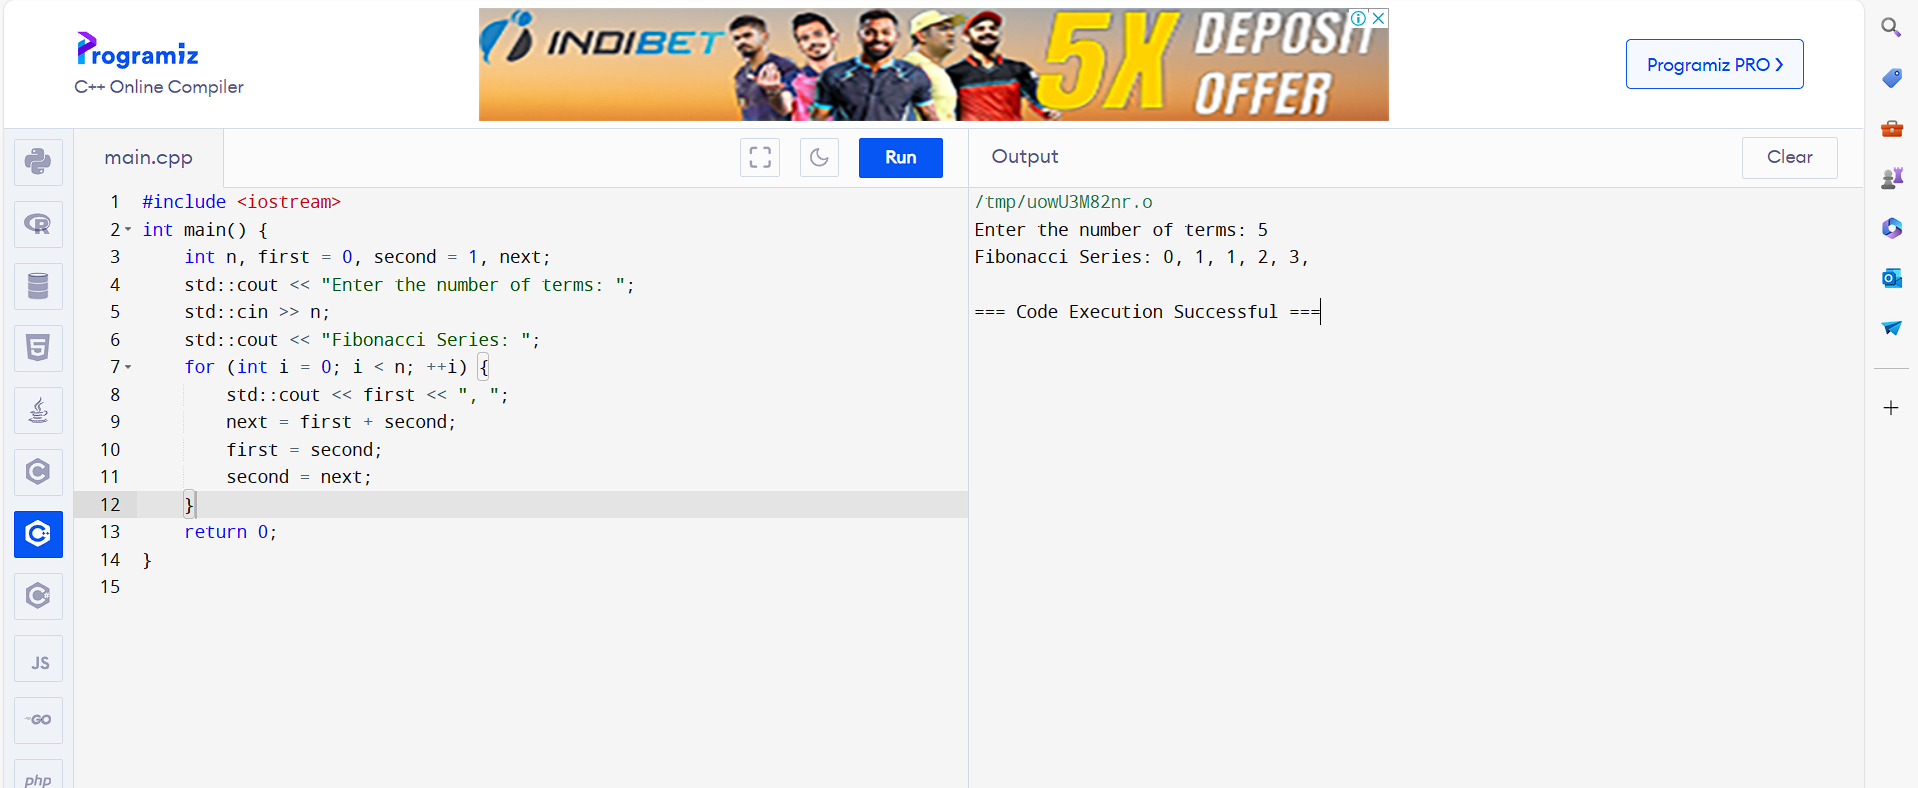 Programiz
C++ Online Compiler
INDIBET
5X
DEPOSIT
OFFER
Programiz PRO >
main.cpp
Run
Output
Clear
1 #include <iostream>
2 int main() {
3     int n, first = 0, second = 1, next;
4     std::cout << "Enter the number of terms: ";
5     std::cin >> n;
6     std::cout << "Fibonacci Series: ";
7     for (int i = 0; i < n; ++i) {
8         std::cout << first << ", ";
9         next = first + second;
10         first = second;
11         second = next;
12     }
13     return 0;
14 }
15
/tmp/uowU3M82nr.o
Enter the number of terms: 5
Fibonacci Series: 0, 1, 1, 2, 3,
=== Code Execution Successful ===
R
5
C
C++
C#
JS
GO
php